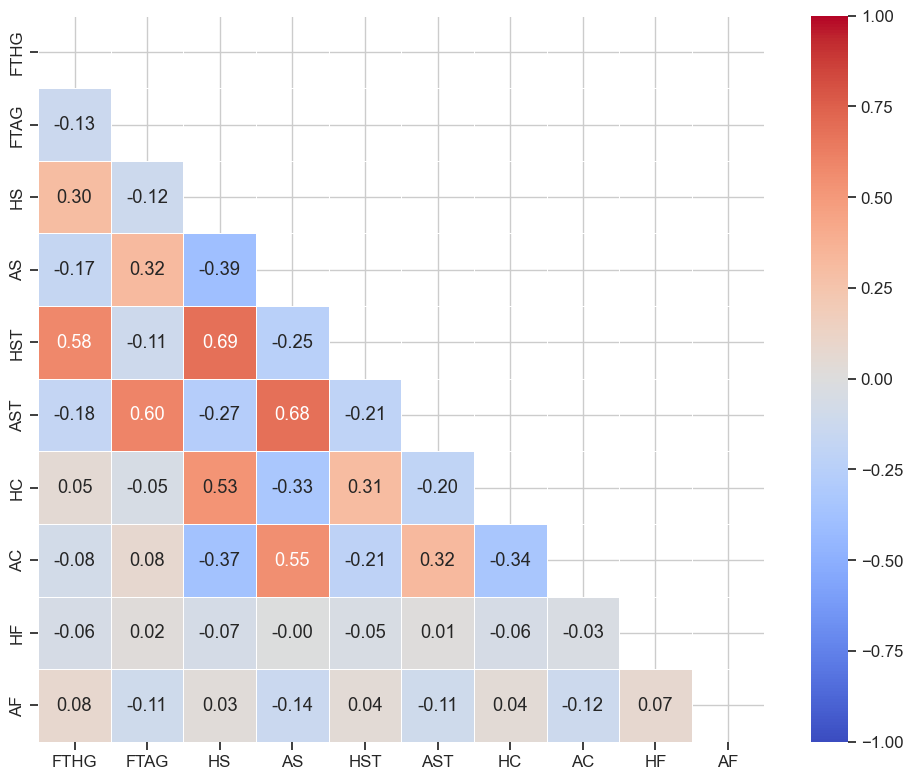 FTHG
FTAG -0.13
HS 0.30 -0.12
AS -0.17 0.32 -0.39
HST 0.58 -0.11 0.69 -0.25
AST -0.18 0.60 -0.27 0.68 -0.21
HC 0.05 -0.05 0.53 -0.33 0.31 -0.20
AC -0.08 0.08 -0.37 0.55 -0.21 0.32 -0.34
HF -0.06 0.02 -0.07 -0.00 -0.05 0.01 -0.06 -0.03
AF 0.08 -0.11 0.03 -0.14 0.04 -0.11 0.04 -0.12 0.07
FTHG FTAG HS AS HST AST HC AC HF AF
1.00
0.75
0.50
0.25
0.00
−0.25
−0.50
−0.75
−1.00